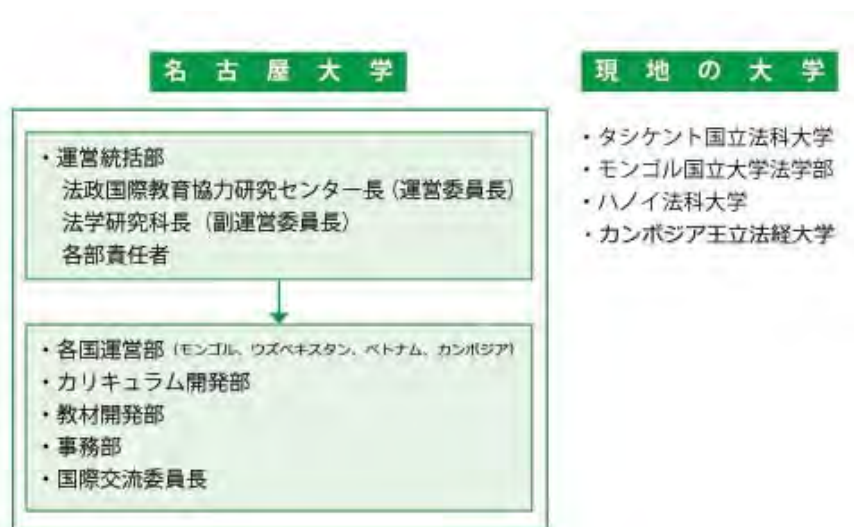 名古屋大学
・運営統括部
法政国際教育協力研究センター長（運営委員長）
法学研究科長（副運営委員長）
各部責任者
・各国運営部（モンゴル、ウズベキスタン、ベトナム、カンボジア）
・カリキュラム開発部
・教材開発部
・事務部
・国際交流委員長
現地の大学
・タシケント国立法科大学
・モンゴル国立大学法学部
・ハノイ法科大学
・カンボジア王立法経大学